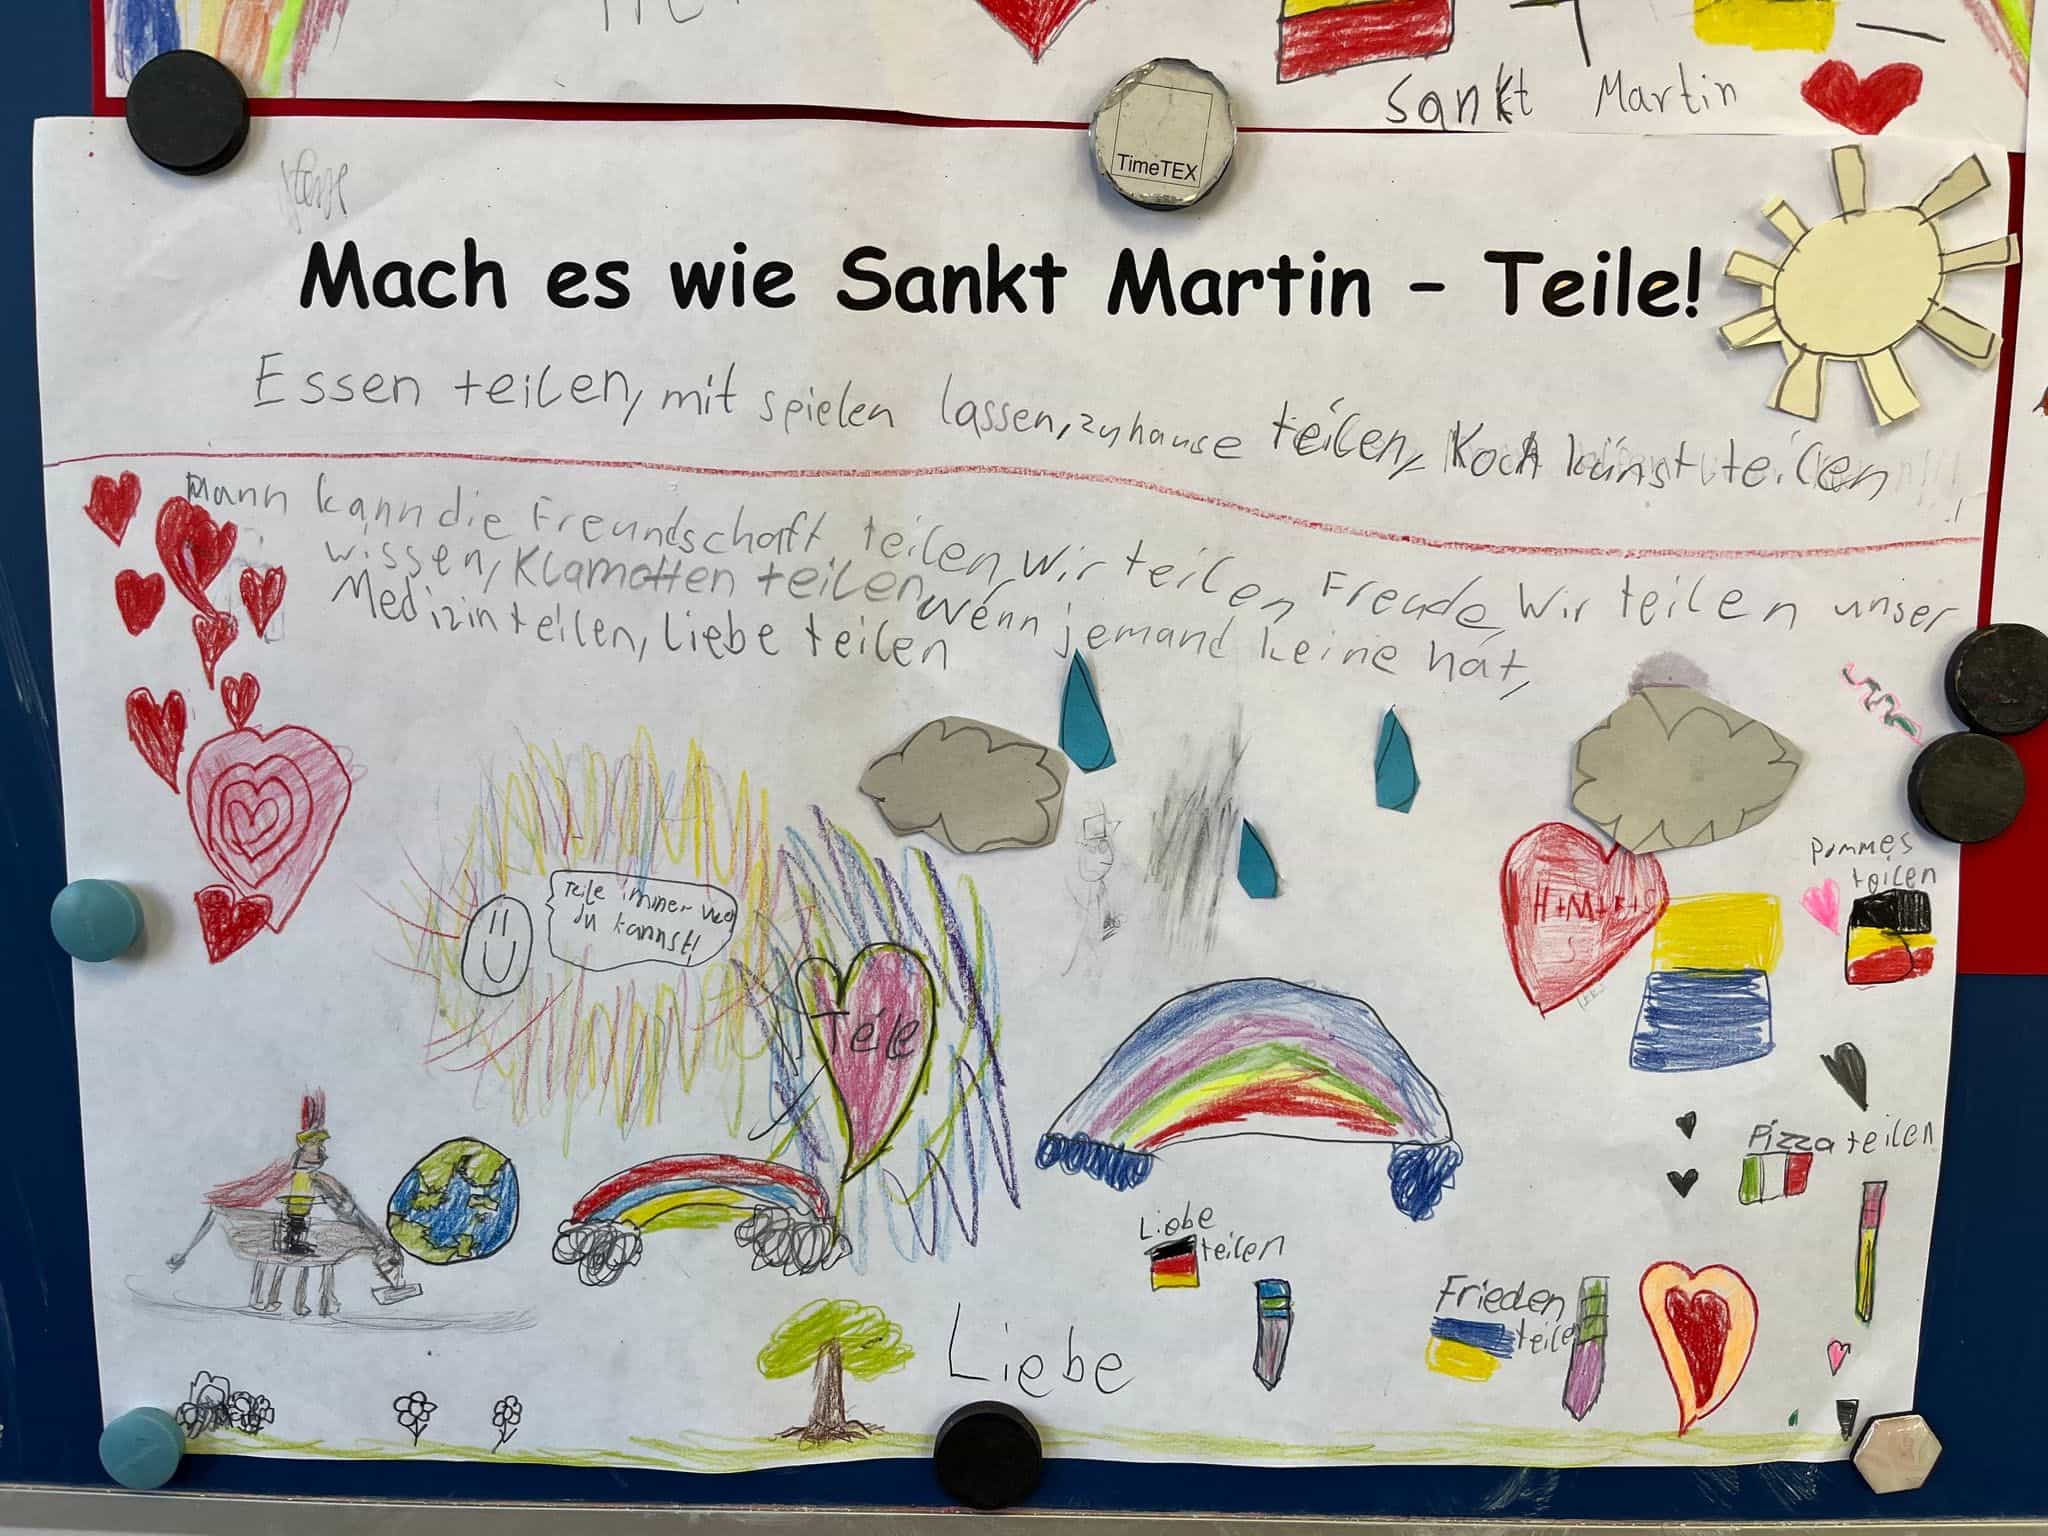 Sankt Martin
TimeTEX
Mach es wie Sankt Martin – Teile!
Essen teilen, mit spielen lassen, zuhause teilen, Koch kunst teilen
Mann kann die Freundschaft teilen, Wir teilen Freude, Wir teilen unser
wissen, Klamotten teilen, Wenn jemand keine hat,
Medizin teilen, Liebe teilen
Teile immer
du kannst!
Teile
Pommes
teilen
Pizza teilen
Liebe
teilen
Frieden
teilen
Liebe